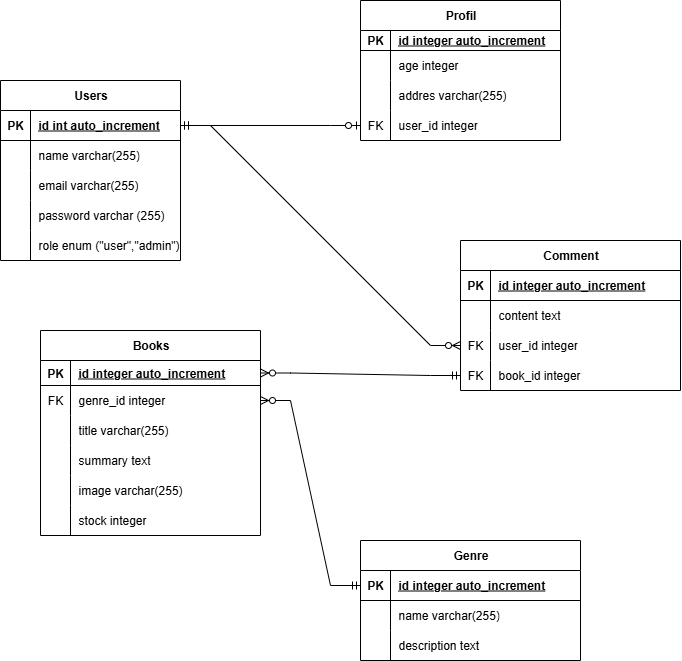 Profil
PK id integer auto_increment
age integer
addres varchar(255)
FK user_id integer
Users
PK id int auto_increment
name varchar(255)
email varchar(255)
password varchar (255)
role enum ("user","admin")
Comment
PK id integer auto_increment
content text
FK user_id integer
FK book_id integer
Books
PK id integer auto_increment
FK genre_id integer
title varchar(255)
summary text
image varchar(255)
stock integer
Genre
PK id integer auto_increment
name varchar(255)
description text